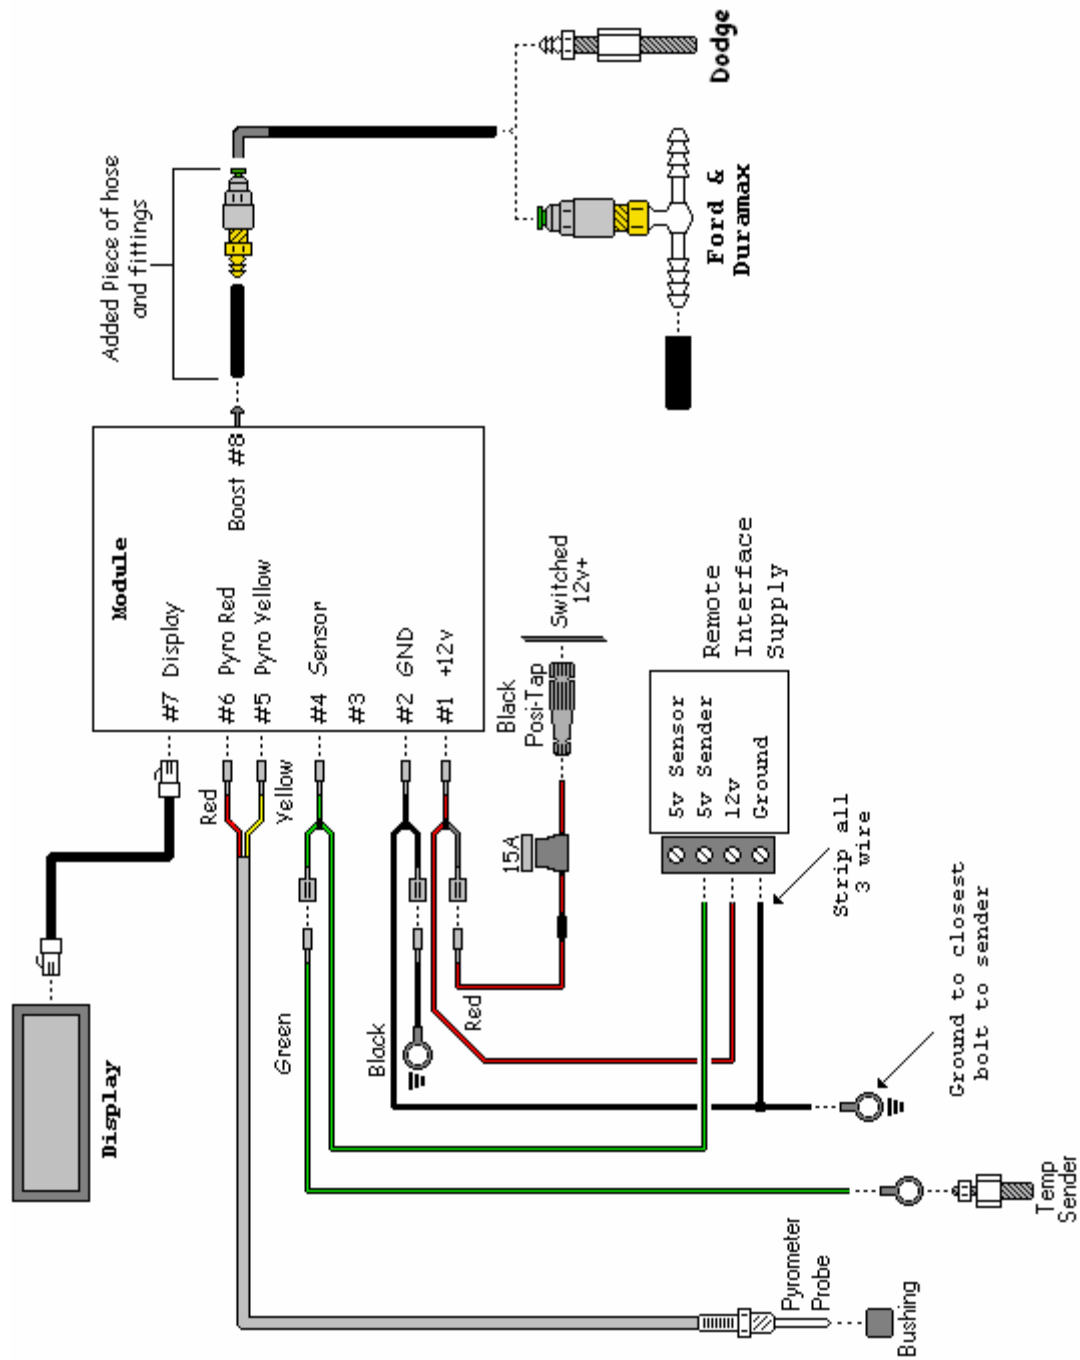 Dodge
Ford &
Duramax
Added Piece of hose
and fittings
Module
Boost #8
#7 Display
#6 Pyro Red
#5 Pyro Yellow
#4 Sensor
#3
#2 GND
#1 +12v
Red
Yellow
Black
Posi-Tap
Switched
12v+
15A
Remote
Interface
Supply
5v Sensor
5v Sender
12v
Ground
Strip all
3 wire
Green
Black
Red
Display
Ground to closest
bolt to sender
Temp
Sender
Pyrometer
Probe
Bushing